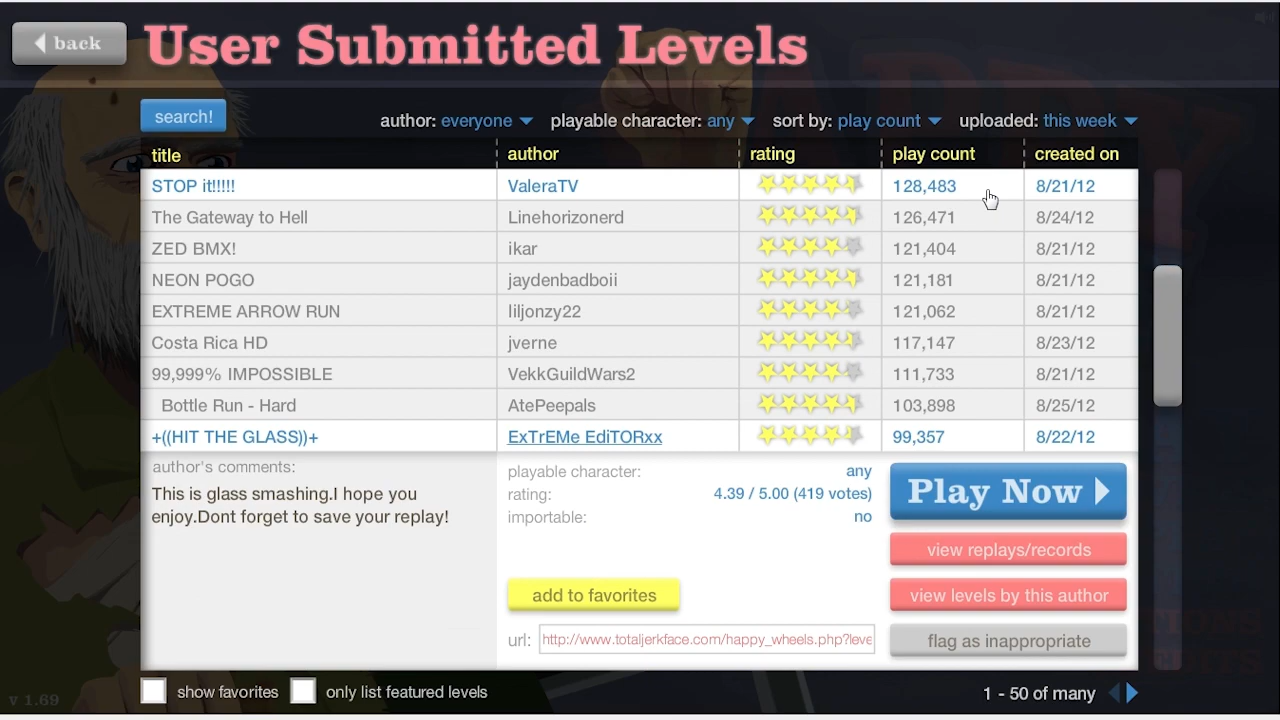 back
User Submitted Levels
search!
author: everyone playable character: any sort by: play count uploaded: this week
title author rating play count created on
STOP it!!!!! ValeraTV 128,483 8/21/12
The Gateway to Hell Linehorizonerd 126,471 8/24/12
ZED BMX! ikar 121,404 8/21/12
NEON POGO jaydenbadboii 121,181 8/21/12
EXTREME ARROW RUN liljonzy22 121,062 8/21/12
Costa Rica HD jverne 117,147 8/23/12
99,999% IMPOSSIBLE VekkGuildWars2 111,733 8/21/12
Bottle Run - Hard AtePeepals 103,898 8/25/12
+((HIT THE GLASS))+ ExTrEMe EdiTORxx 99,357 8/22/12
author's comments:
This is glass smashing.I hope you
enjoy.Dont forget to save your replay!
playable character: any
rating: 4.39 / 5.00 (419 votes)
importable: no
add to favorites
url: http://www.totaljerkface.com/happy_wheels.php?leve
Play Now
view replays/records
view levels by this author
flag as inappropriate
show favorites only list featured levels
1 - 50 of many
v 1.69